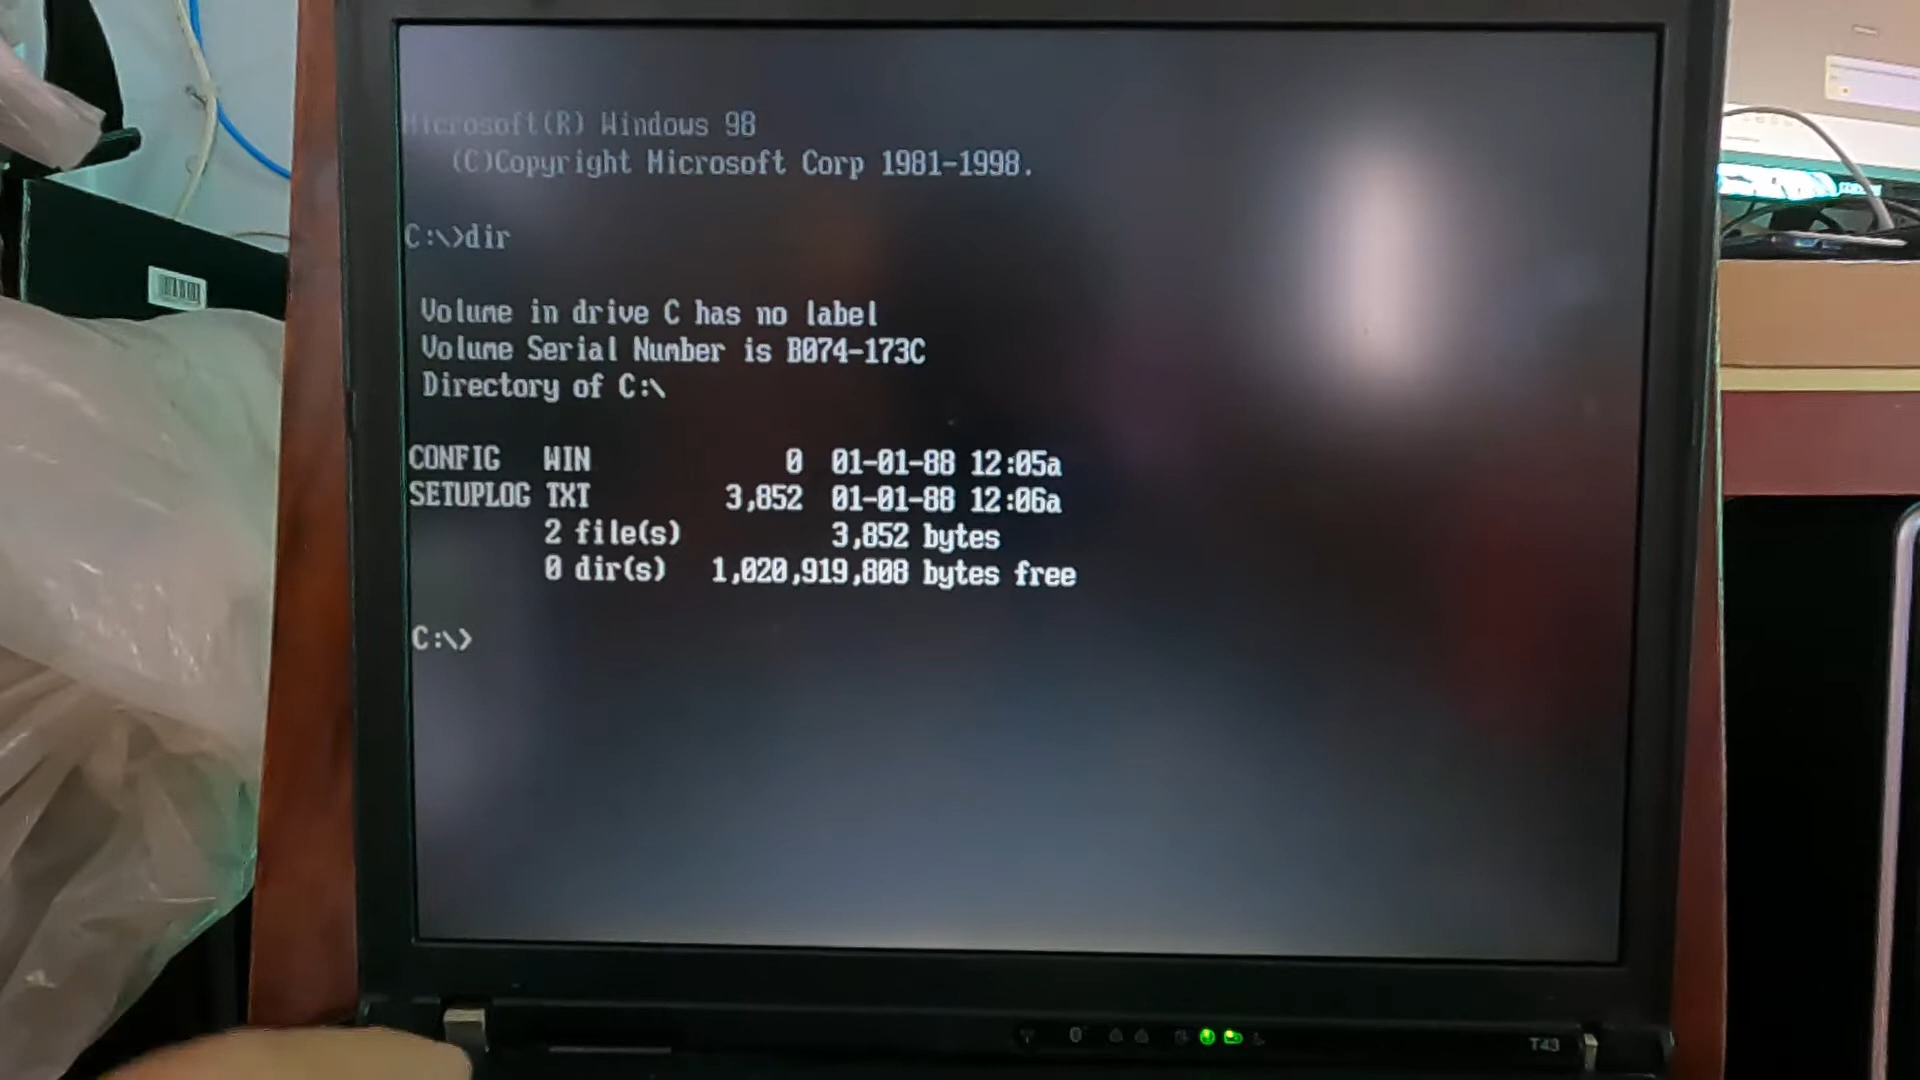 Microsoft(R) Windows 98
(C)Copyright Microsoft Corp 1981-1998.
C:\>dir
Volume in drive C has no label
Volume Serial Number is B074-173C
Directory of C:\
CONFIG WIN 0 01-01-88 12:05a
SETUPLOG TXT 3,852 01-01-88 12:06a
2 file(s) 3,852 bytes
0 dir(s) 1,020,919,808 bytes free
C:\>
T43